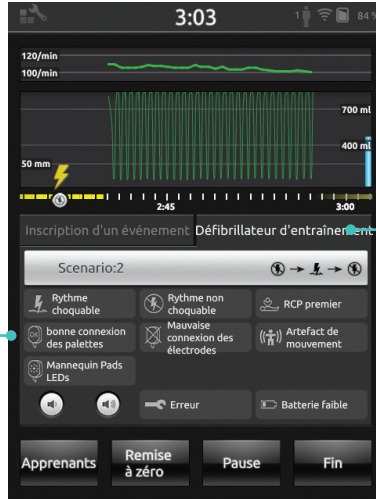 3:03
1
84 %
120/min
100/min
700 ml
400 ml
50 mm
2:45
3:00
Inscription d'un événement
Défibrillateur d'entraînement
Scenario:2
Rythme
choquable
Rythme non
choquable
RCP premier
bonne connexion
des palettes
Mauvaise
connexion des
électrodes
Artefact de
mouvement
Mannequin Pads
LEDs
Erreur
Batterie faible
Apprenants
Remise
à zéro
Pause
Fin